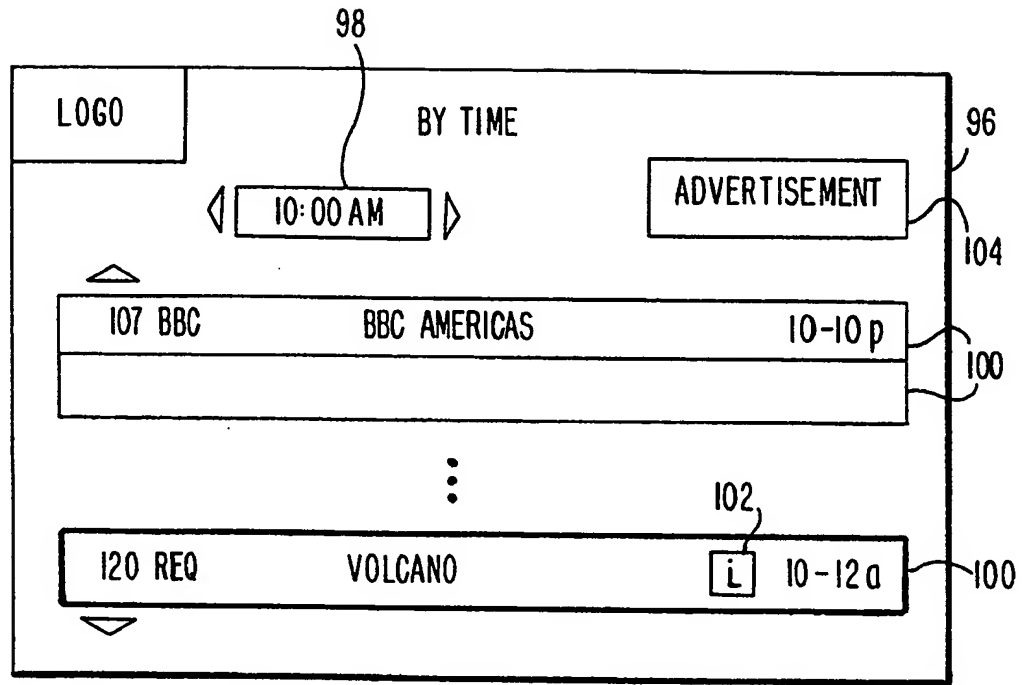 98
LOGO
BY TIME
96
10:00 AM
ADVERTISEMENT
104
107 BBC BBC AMERICAS 10-10 p
100
102
120 REQ VOLCANO i 10-12a
100